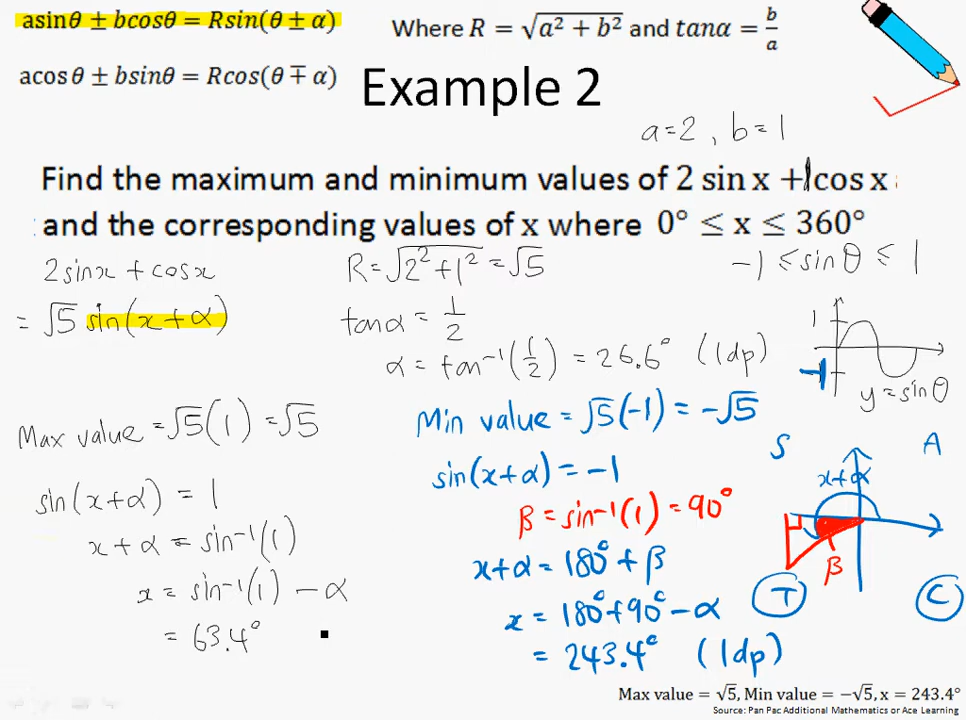 asinθ ± bcosθ = Rsin(θ ± α)
Where R = √(a² + b²) and tanα = b/a
acosθ ± bsinθ = Rcos(θ ∓ α)
Example 2
a=2 , b=1
Find the maximum and minimum values of 2 sin x +1cos x
and the corresponding values of x where 0° ≤ x ≤ 360°
2sinx + cosx
R=√(2²+1²)=√5
-1 ≤ sinθ ≤ 1
= √5 sin(x+α)
tanα = 1/2
α = tan⁻¹(1/2) = 26.6° (1dp)
1
-1
y=sinθ
Max value =√5(1) =√5
Min value = √5(-1) = -√5
sin(x+α) = 1
sin(x+α) = -1
S
A
x+α
x+α = sin⁻¹(1)
β = sin⁻¹(1) = 90°
x = sin⁻¹(1) - α
x+α = 180° + β
β
T
C
= 63.4°
x = 180°+90° - α
= 243.4° (1dp)
Max value = √5, Min value = −√5, x = 243.4°
Source: Pan Pac Additional Mathematics or Ace Learning